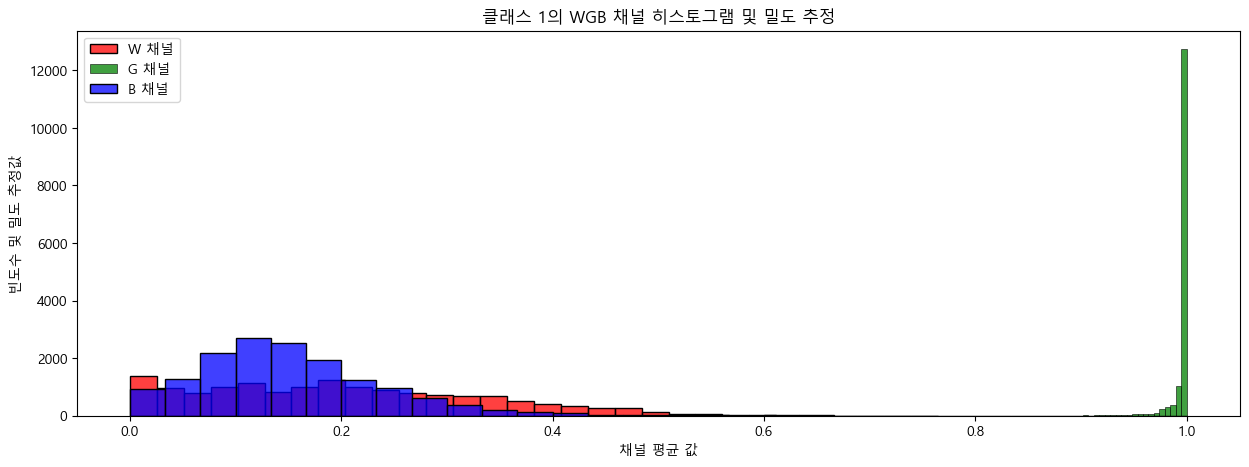 클래스 1의 WGB 채널 히스토그램 및 밀도 추정
W 채널
G 채널
B 채널
빈도수 및 밀도 추정값
12000
10000
8000
6000
4000
2000
0
0.0 0.2 0.4 0.6 0.8 1.0
채널 평균 값